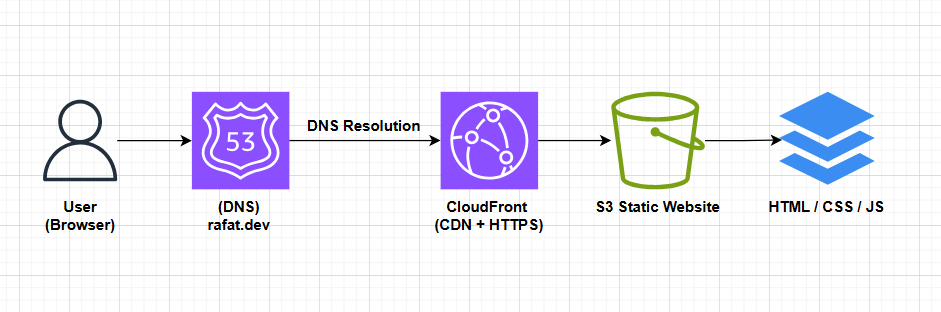 53
DNS Resolution
User
(Browser)
(DNS)
rafat.dev
CloudFront
(CDN + HTTPS)
S3 Static Website
HTML / CSS / JS